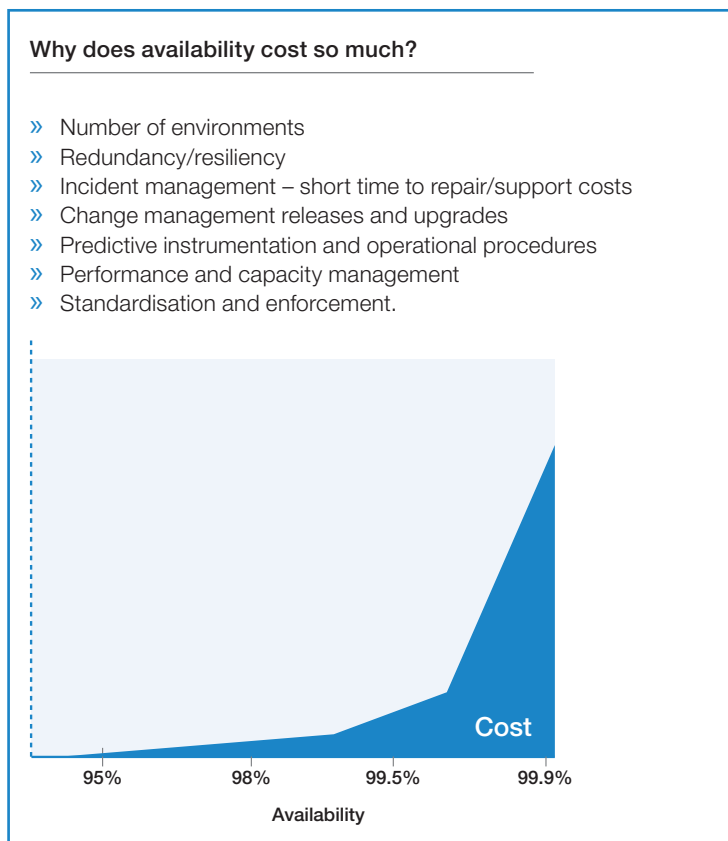 Why does availability cost so much?
» Number of environments
» Redundancy/resiliency
» Incident management – short time to repair/support costs
» Change management releases and upgrades
» Predictive instrumentation and operational procedures
» Performance and capacity management
» Standardisation and enforcement.
Cost
95% 98% 99.5% 99.9%
Availability